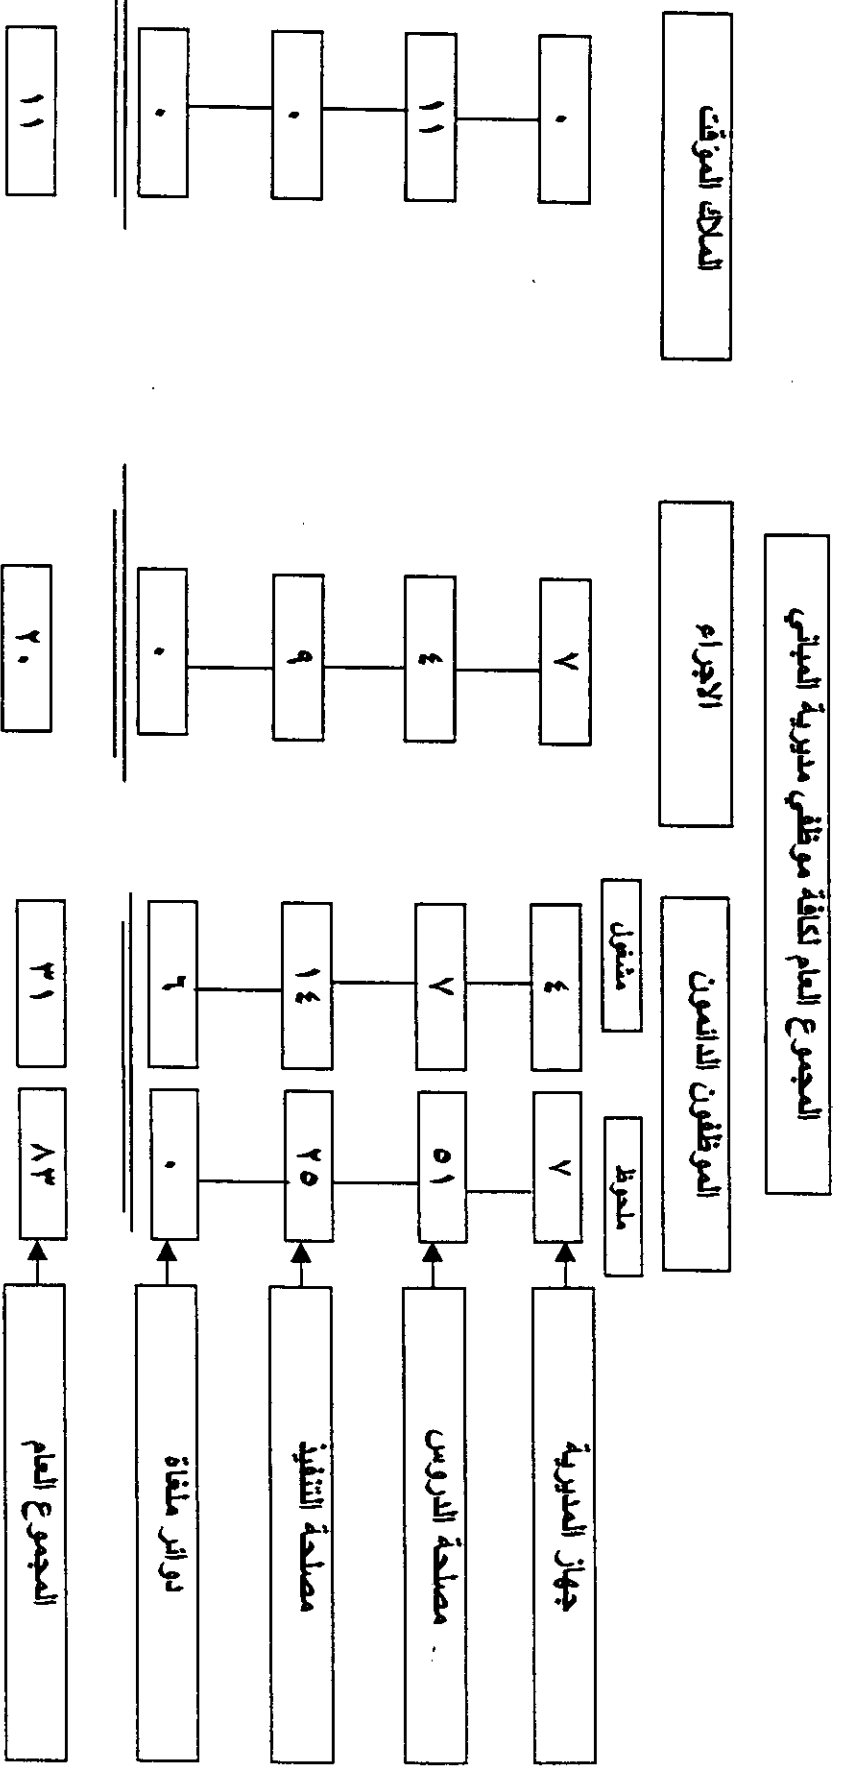 المجموع العام لكافة موظفي مديرية المباني
الموظفون الدائمون
الاجراء
الملاك الموقت
ملحوظ
مشغول
جهاز المديرية ٧ ٤ ٧ ٠
مصلحة الدروس ٥١ ٧ ٤ ١١
مصلحة التنفيذ ٢٥ ١٤ ٩ ٠
دوائر ملغاة ٠ ٦ ٠ ٠
المجموع العام ٨٣ ٣١ ٢٠ ١١